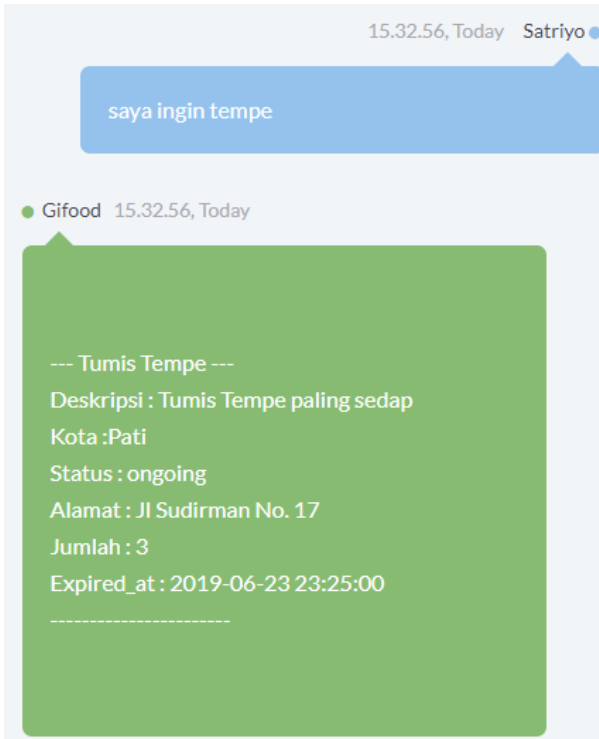 15.32.56, Today Satriyo
saya ingin tempe
Gifood 15.32.56, Today
--- Tumis Tempe ---
Deskripsi : Tumis Tempe paling sedap
Kota :Pati
Status : ongoing
Alamat : Jl Sudirman No. 17
Jumlah : 3
Expired_at : 2019-06-23 23:25:00
-----------------------